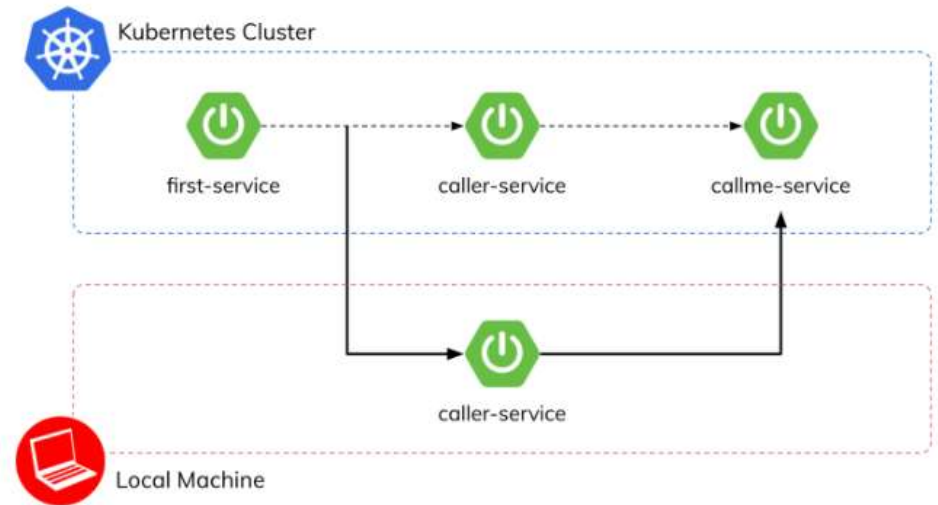 Kubernetes Cluster
first-service
caller-service
callme-service
caller-service
Local Machine